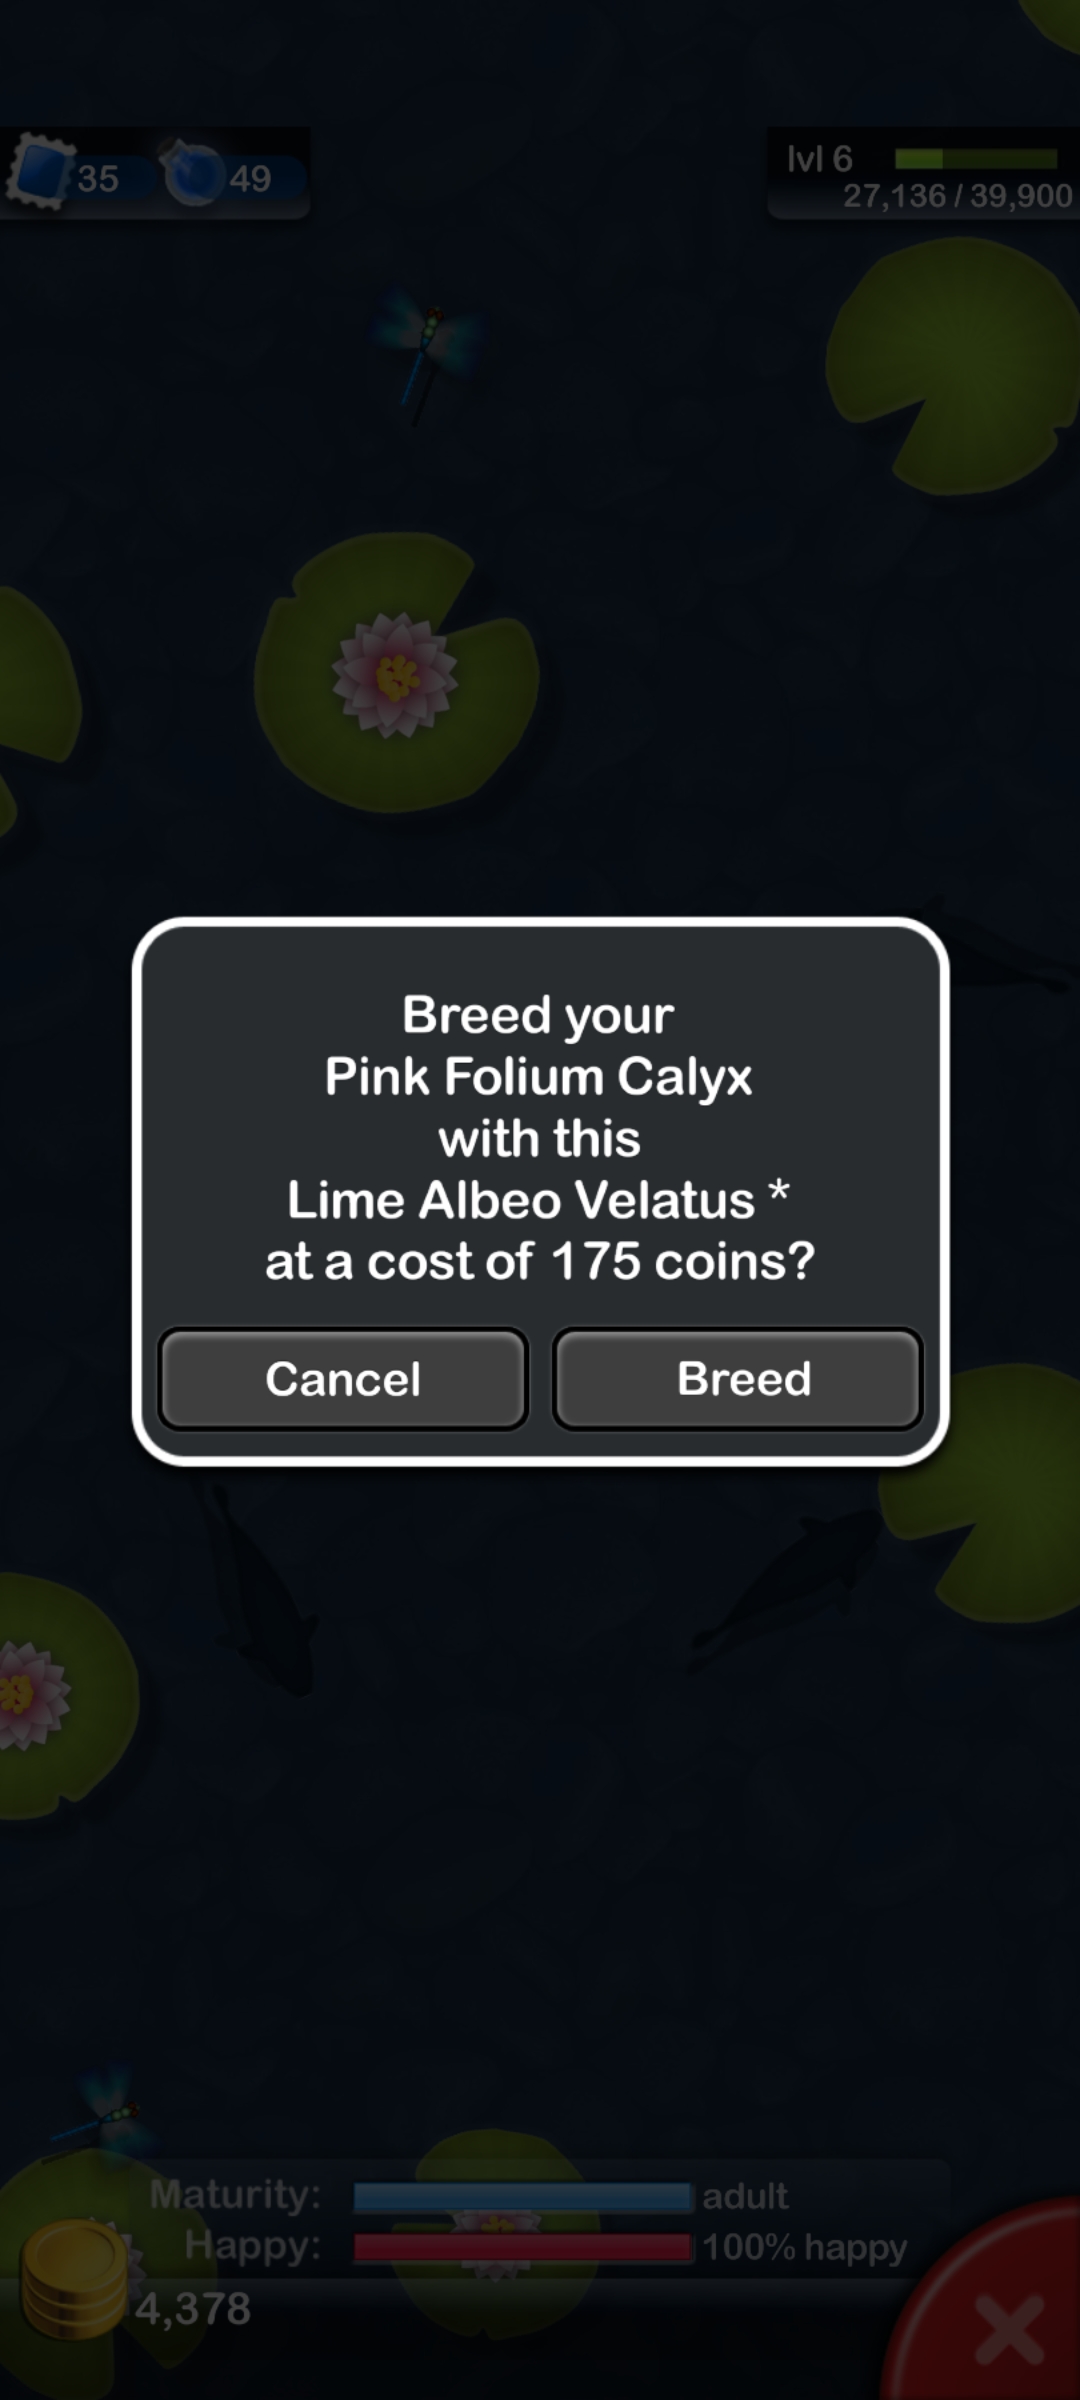 35
49
lvl 6
27,136 / 39,900
Breed your
Pink Folium Calyx
with this
Lime Albeo Velatus *
at a cost of 175 coins?
Cancel
Breed
Maturity:
adult
Happy:
100% happy
4,378